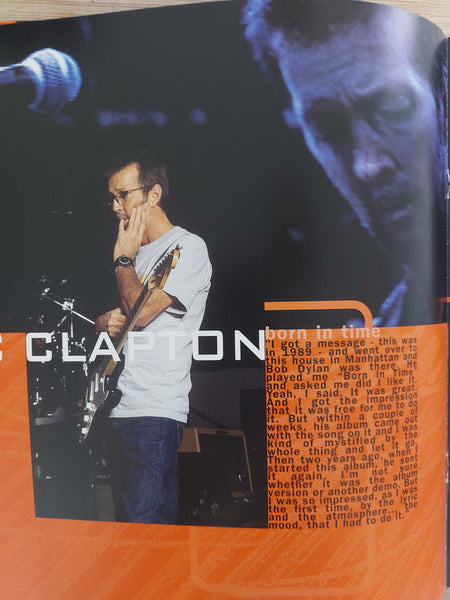 C CLAPTON
born in time
"I got a message - this was
in 1989 - and went over to
this house in Manhattan and
Bob Dylan was there. He
played me "Born In Time"
and asked me did I like it.
Yeah, I said. It was great.
And I got the impression
that it was free for me to do
it. But within a couple of
weeks, his album came out
with the song on it and I was
kind of mystified by the
whole thing and let it go.
Then two years ago, when I
started this album, he sent
it again. I'm not sure
whether it was the album
version or another demo. But
I was so impressed, as I was
the first time, by the lyric
and the atmosphere, the
mood, that I had to do it."